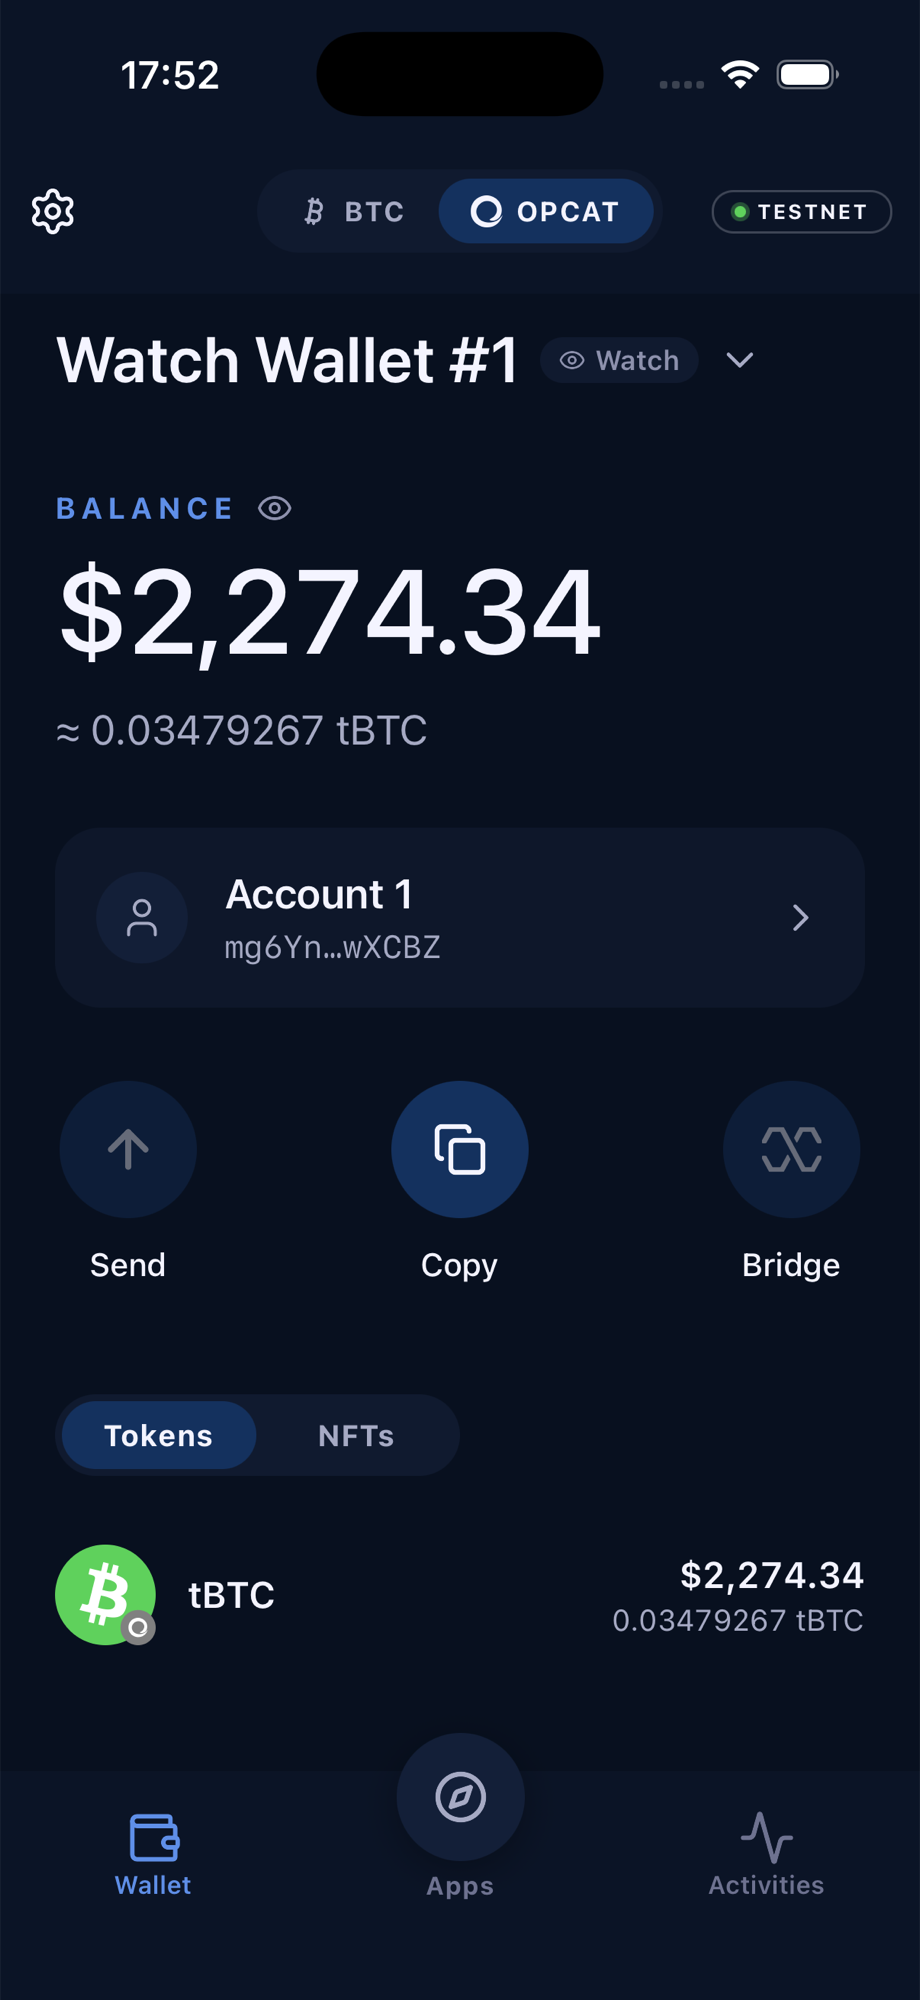 17:52
BTC
OPCAT
TESTNET
Watch Wallet #1
Watch
BALANCE
$2,274.34
≈ 0.03479267 tBTC
Account 1
mg6Yn...wXCBZ
Send
Copy
Bridge
Tokens
NFTs
tBTC
$2,274.34
0.03479267 tBTC
Wallet
Apps
Activities